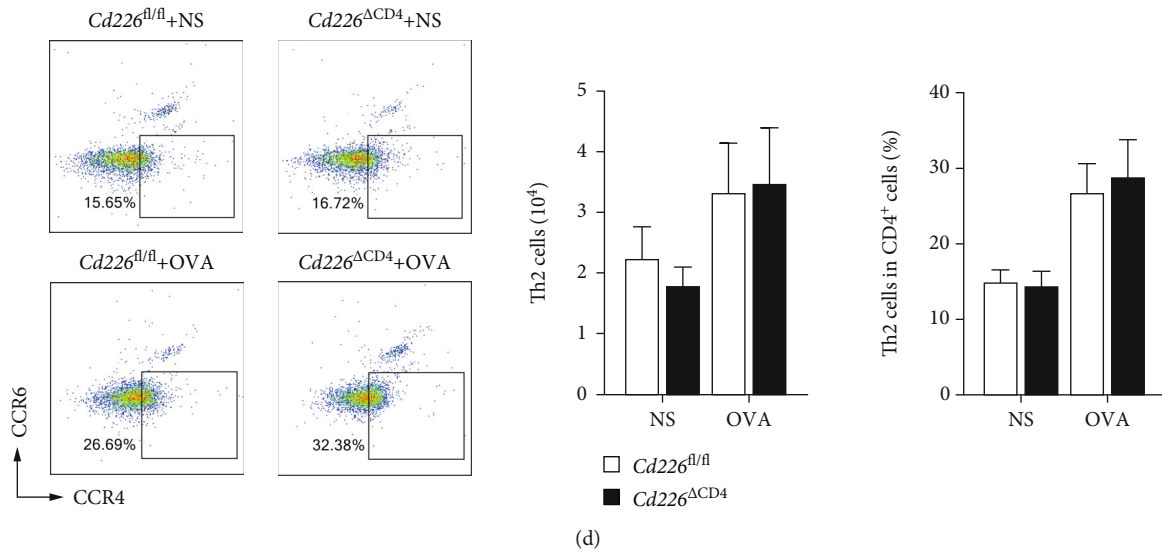 Cd226fl/fl+NS
Cd226ΔCD4+NS
15.65%
16.72%
Cd226fl/fl+OVA
Cd226ΔCD4+OVA
26.69%
32.38%
CCR6
CCR4
Th2 cells (10⁴)
5
4
3
2
1
0
NS
OVA
Th2 cells in CD4⁺ cells (%)
40
30
20
10
0
NS
OVA
Cd226fl/fl
Cd226ΔCD4
(d)